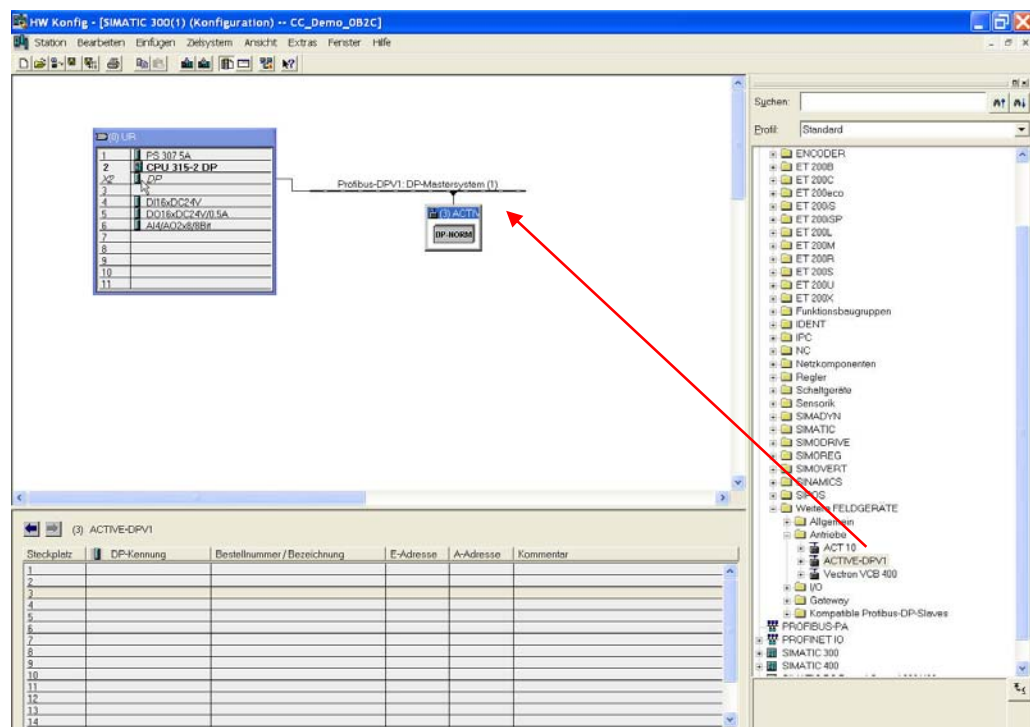 HW Konfig - [SIMATIC 300(1) (Konfiguration) -- CC_Demo_0B2C]
Station Bearbeiten Einfügen Zielsystem Ansicht Extras Fenster Hilfe
(0) UR
1 PS 307 5A
2 CPU 315-2 DP
X2 DP
3
4 DI16xDC24V
5 DO16xDC24V/0.5A
6 AI4/AO2x8/8Bit
7
8
9
10
11
Profibus-DPV1: DP-Mastersystem (1)
(3) ACTIV
DP-NORM
Suchen:
Profil: Standard
ENCODER
ET 200B
ET 200C
ET 200eco
ET 200iS
ET 200iSP
ET 200L
ET 200M
ET 200R
ET 200S
ET 200U
ET 200X
Funktionsbaugruppen
IDENT
IPC
NC
Netzkomponenten
Regler
Schaltgeräte
Sensorik
SIMADYN
SIMATIC
SIMODRIVE
SIMOREG
SIMOVERT
SINAMICS
SIPOS
Weitere FELDGERÄTE
Allgemein
Antriebe
ACT 10
ACTIVE-DPV1
Vectron VCB 400
I/O
Gateway
Kompatible Profibus-DP-Slaves
PROFIBUS-PA
PROFINET IO
SIMATIC 300
SIMATIC 400
(3) ACTIVE-DPV1
Steckplatz DP-Kennung Bestellnummer / Bezeichnung E-Adresse A-Adresse Kommentar
1
2
3
4
5
6
7
8
9
10
11
12
13
14